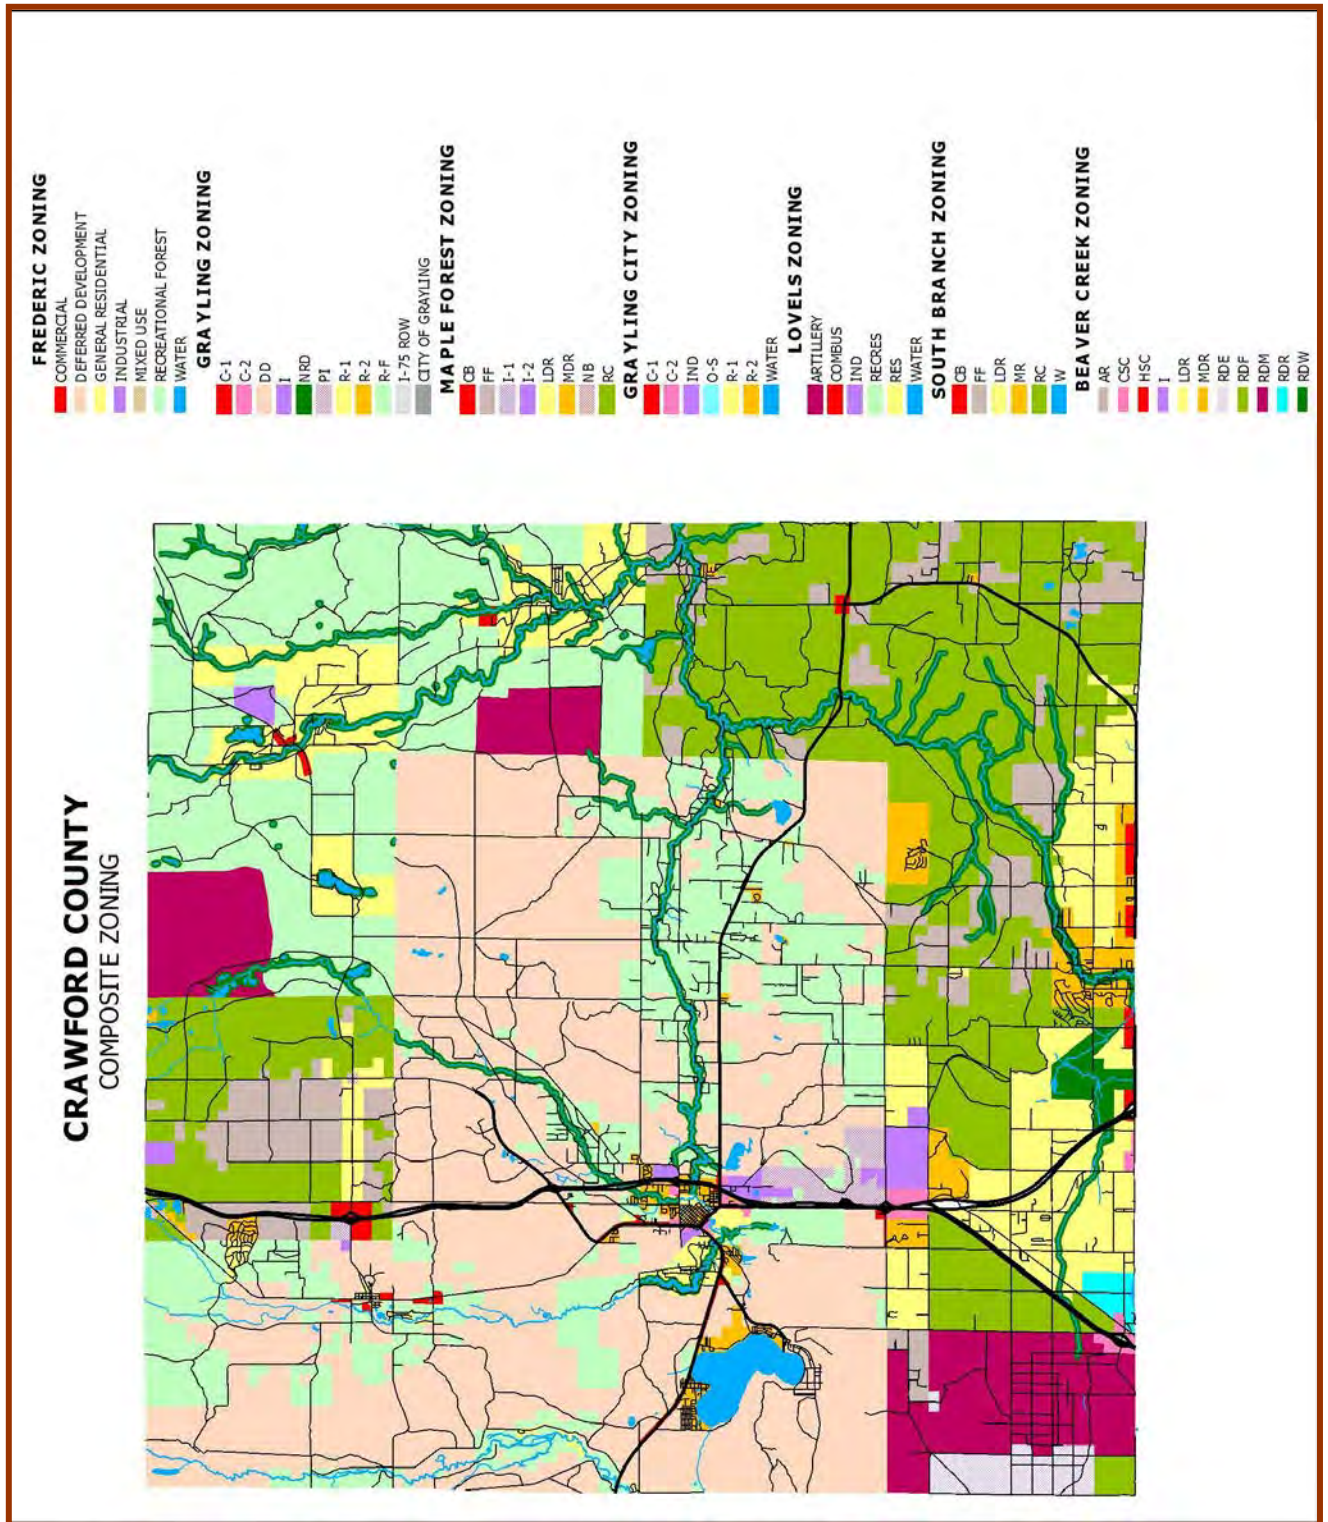 CRAWFORD COUNTY
COMPOSITE ZONING
FREDERIC ZONING
COMMERCIAL
DEFERRED DEVELOPMENT
GENERAL RESIDENTIAL
INDUSTRIAL
MIXED USE
RECREATIONAL FOREST
WATER
GRAYLING ZONING
C-1
C-2
DD
I
NRD
PI
R-1
R-2
R-F
I-75 ROW
CITY OF GRAYLING
MAPLE FOREST ZONING
CB
FF
I-1
I-2
LDR
MDR
NB
RC
GRAYLING CITY ZONING
C-1
C-2
IND
O-S
R-1
R-2
WATER
LOVELS ZONING
ARTILLERY
COMBUS
IND
RECRES
RES
WATER
SOUTH BRANCH ZONING
CB
FF
LDR
MR
RC
W
BEAVER CREEK ZONING
AR
CSC
HSC
I
LDR
MDR
RDE
RDF
RDM
RDR
RDW